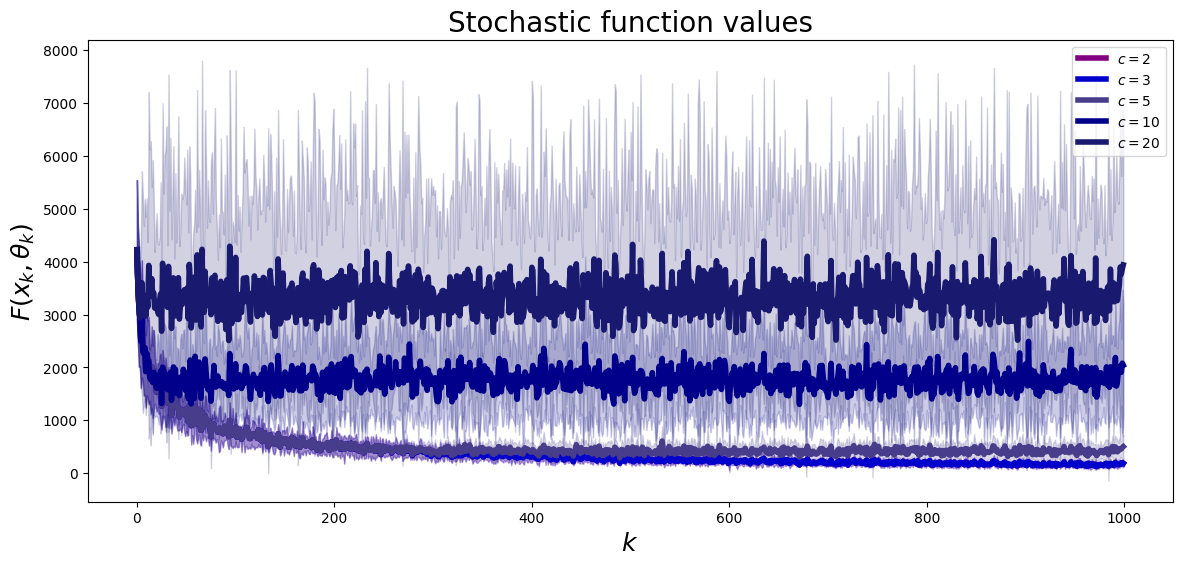 Stochastic function values
8000
7000
6000
5000
4000
3000
2000
1000
0
F(x_k, θ_k)
0 200 400 600 800 1000
k
c = 2
c = 3
c = 5
c = 10
c = 20